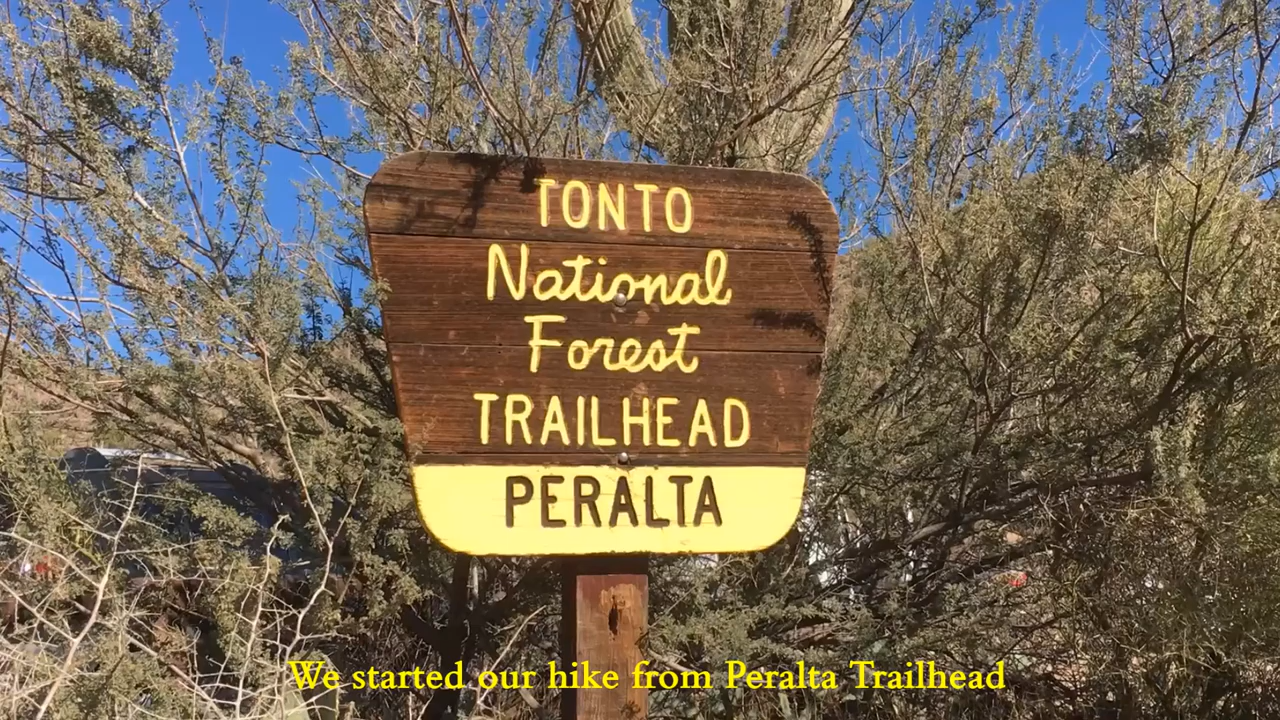 TONTO
National
Forest
TRAILHEAD
PERALTA
We started our hike from Peralta Trailhead